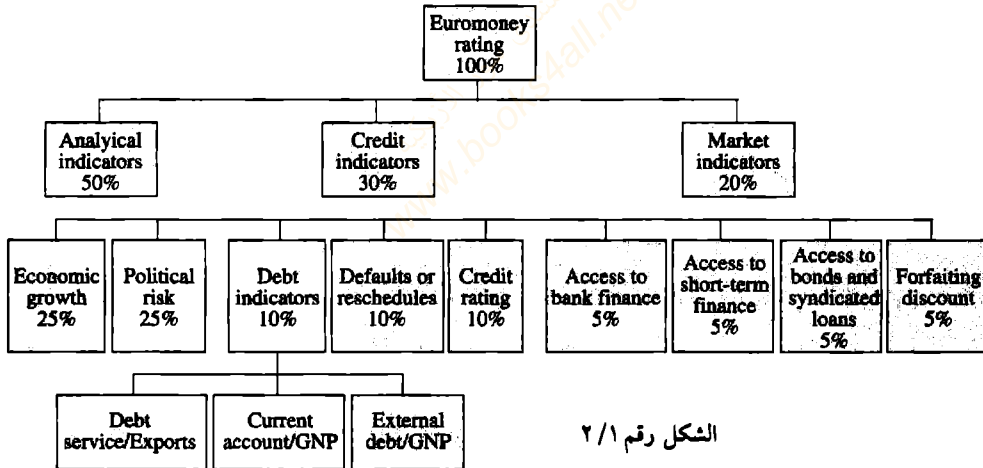 Euromoney
rating
100%
Analyical
indicators
50%
Credit
indicators
30%
Market
indicators
20%
Economic
growth
25%
Political
risk
25%
Debt
indicators
10%
Defaults or
reschedules
10%
Credit
rating
10%
Access to
bank finance
5%
Access to
short-term
finance
5%
Access to
bonds and
syndicated
loans
5%
Forfaiting
discount
5%
Debt
service/Exports
Current
account/GNP
External
debt/GNP
الشكل رقم ٢/١